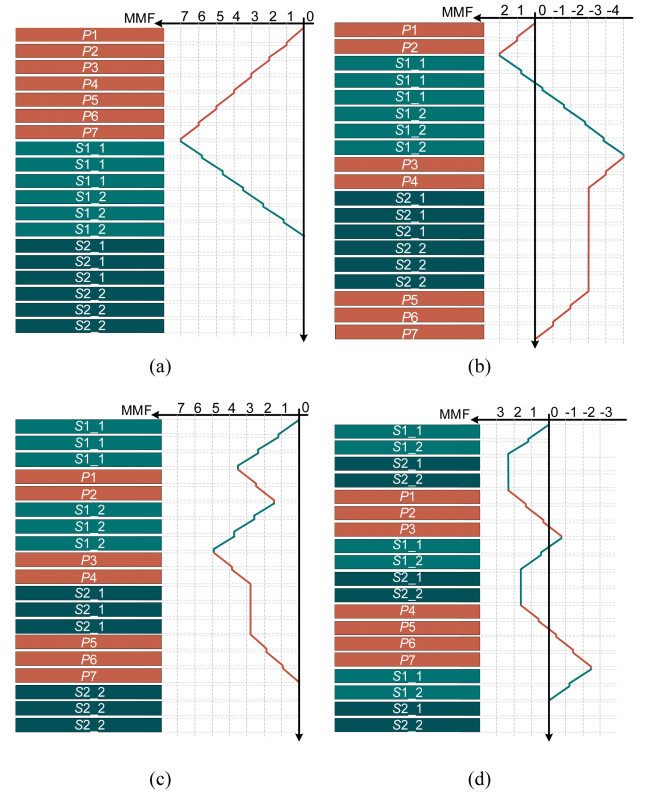 MMF 7 6 5 4 3 2 1 0
P1
P2
P3
P4
P5
P6
P7
S1_1
S1_1
S1_1
S1_2
S1_2
S1_2
S2_1
S2_1
S2_1
S2_2
S2_2
S2_2
(a)
MMF 2 1 0 -1 -2 -3 -4
P1
P2
S1_1
S1_1
S1_1
S1_2
S1_2
S1_2
P3
P4
S2_1
S2_1
S2_1
S2_2
S2_2
S2_2
P5
P6
P7
(b)
MMF 7 6 5 4 3 2 1 0
S1_1
S1_1
S1_1
P1
P2
S1_2
S1_2
S1_2
P3
P4
S2_1
S2_1
S2_1
P5
P6
P7
S2_2
S2_2
S2_2
(c)
MMF 3 2 1 0 -1 -2 -3
S1_1
S1_2
S2_1
S2_2
P1
P2
P3
S1_1
S1_2
S2_1
S2_2
P4
P5
P6
P7
S1_1
S1_2
S2_1
S2_2
(d)